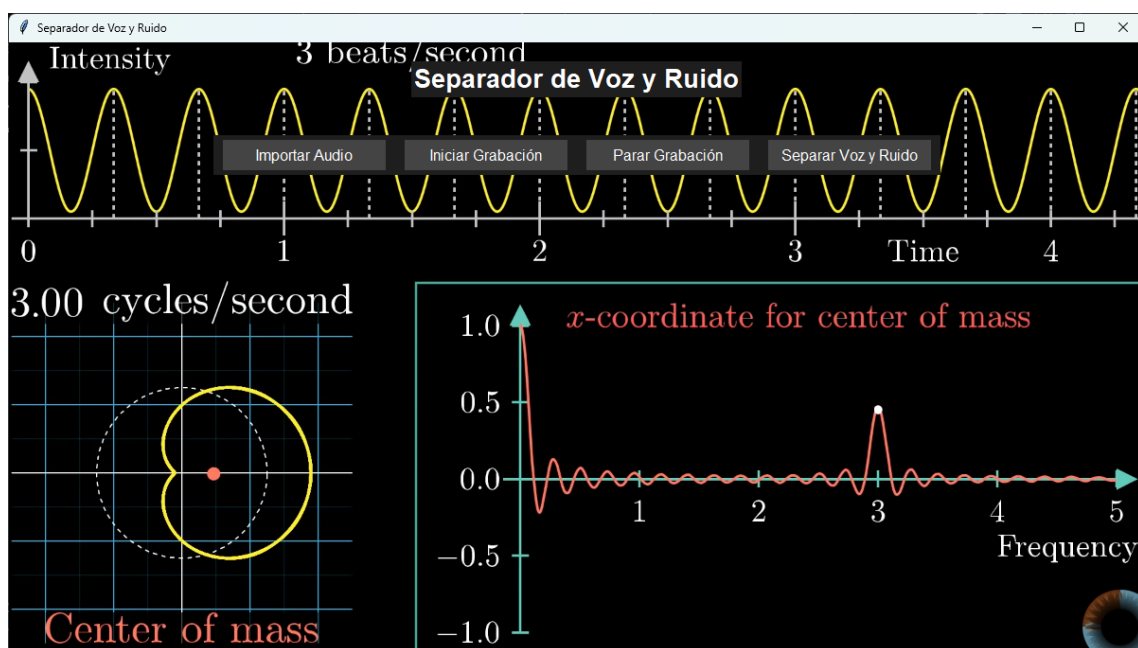 Separador de Voz y Ruido
Intensity
3 beats/second
Separador de Voz y Ruido
Importar Audio
Iniciar Grabación
Parar Grabación
Separar Voz y Ruido
0
1
2
3
Time
4
3.00 cycles/second
x-coordinate for center of mass
1.0
0.5
0.0
1
2
3
4
5
Frequency
−0.5
−1.0
Center of mass